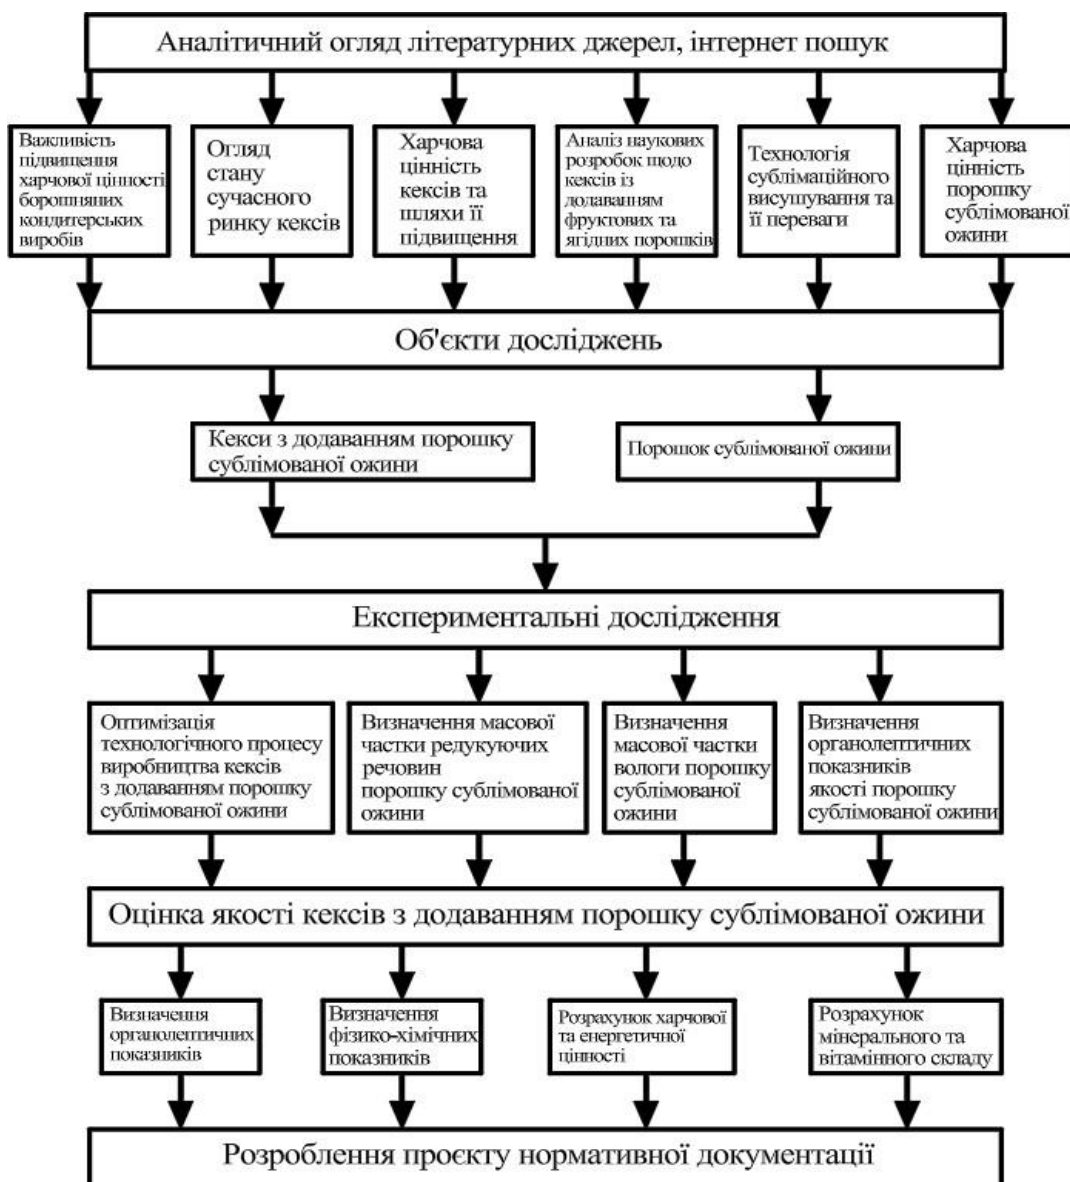 Аналітичний огляд літературних джерел, інтернет пошук
Важливість
підвищення
харчової цінності
борошняних
кондитерських
виробів
Огляд
стану
сучасного
ринку кексів
Харчова
цінність
кексів та
шляхи її
підвищення
Аналіз наукових
розробок щодо
кексів із
додаванням
фруктових та
ягідних порошків
Технологія
сублімаційного
висушування та
її переваги
Харчова
цінність
порошку
сублімованої
ожини
Об'єкти досліджень
Кекси з додаванням порошку
сублімованої ожини
Порошок сублімованої ожини
Експериментальні дослідження
Оптимізація
технологічного процесу
виробництва кексів
з додаванням порошку
сублімованої ожини
Визначення масової
частки редукуючих
речовин
порошку сублімованої
ожини
Визначення
масової частки
вологи порошку
сублімованої
ожини
Визначення
органолептичних
показників
якості порошку
сублімованої ожини
Оцінка якості кексів з додаванням порошку сублімованої ожини
Визначення
органолептичних
показників
Визначення
фізико-хімічних
показників
Розрахунок харчової
та енергетичної
цінності
Розрахунок
мінерального та
вітамінного складу
Розроблення проєкту нормативної документації